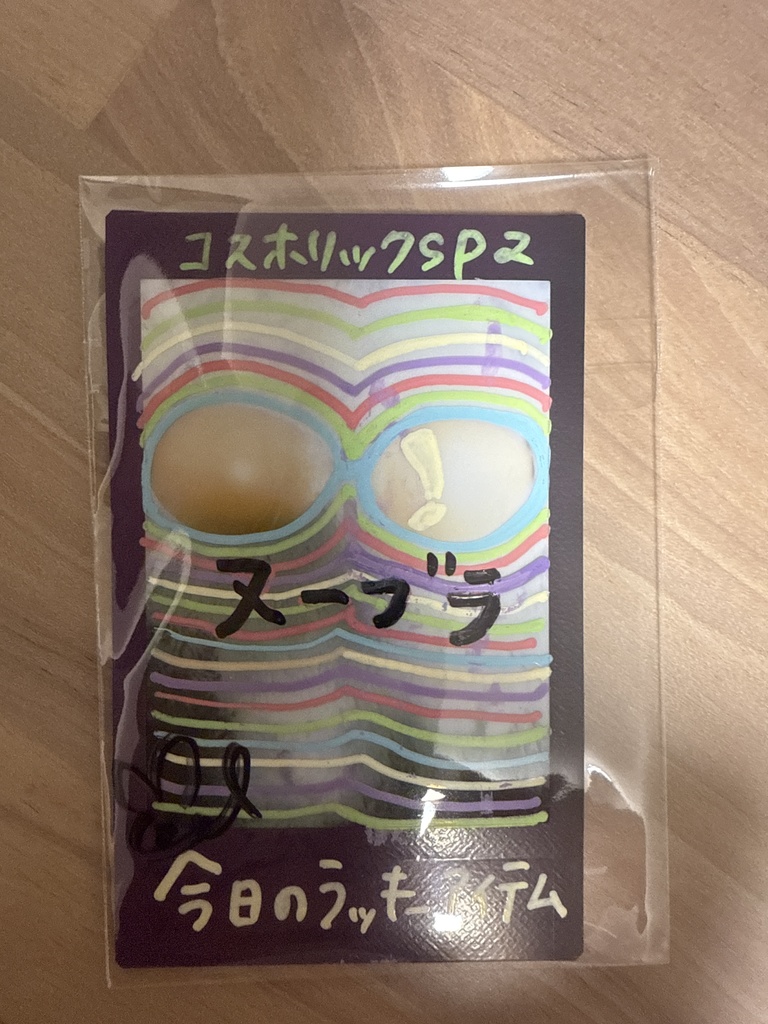 コスホリックSP2
ヌーブラ
今日のラッキーアイテム